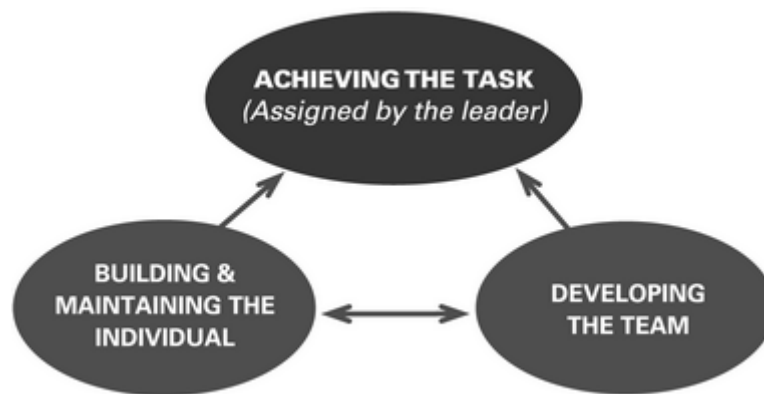 ACHIEVING THE TASK
(Assigned by the leader)
BUILDING &
MAINTAINING THE
INDIVIDUAL
DEVELOPING
THE TEAM